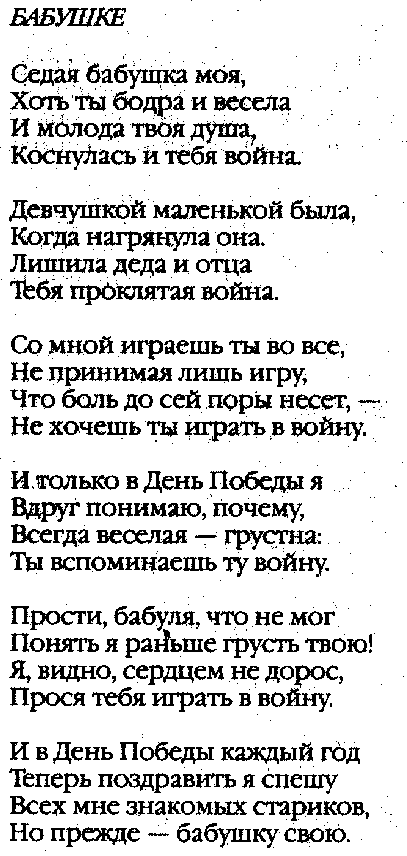 БАБУШКЕ
Седая бабушка моя,
Хоть ты бодра и весела
И молода твоя душа,
Коснулась и тебя война.
Девчушкой маленькой была,
Когда нагрянула она.
Лишила деда и отца
Тебя проклятая война.
Со мной играешь ты во все,
Не принимая лишь игру,
Что боль до сей поры несет, —
Не хочешь ты играть в войну.
И только в День Победы я
Вдруг понимаю, почему,
Всегда веселая — грустна:
Ты вспоминаешь ту войну.
Прости, бабуля, что не мог
Понять я раньше грусть твою!
Я, видно, сердцем не дорос,
Прося тебя играть в войну.
И в День Победы каждый год
Теперь поздравить я спешу
Всех мне знакомых стариков,
Но прежде — бабушку свою.